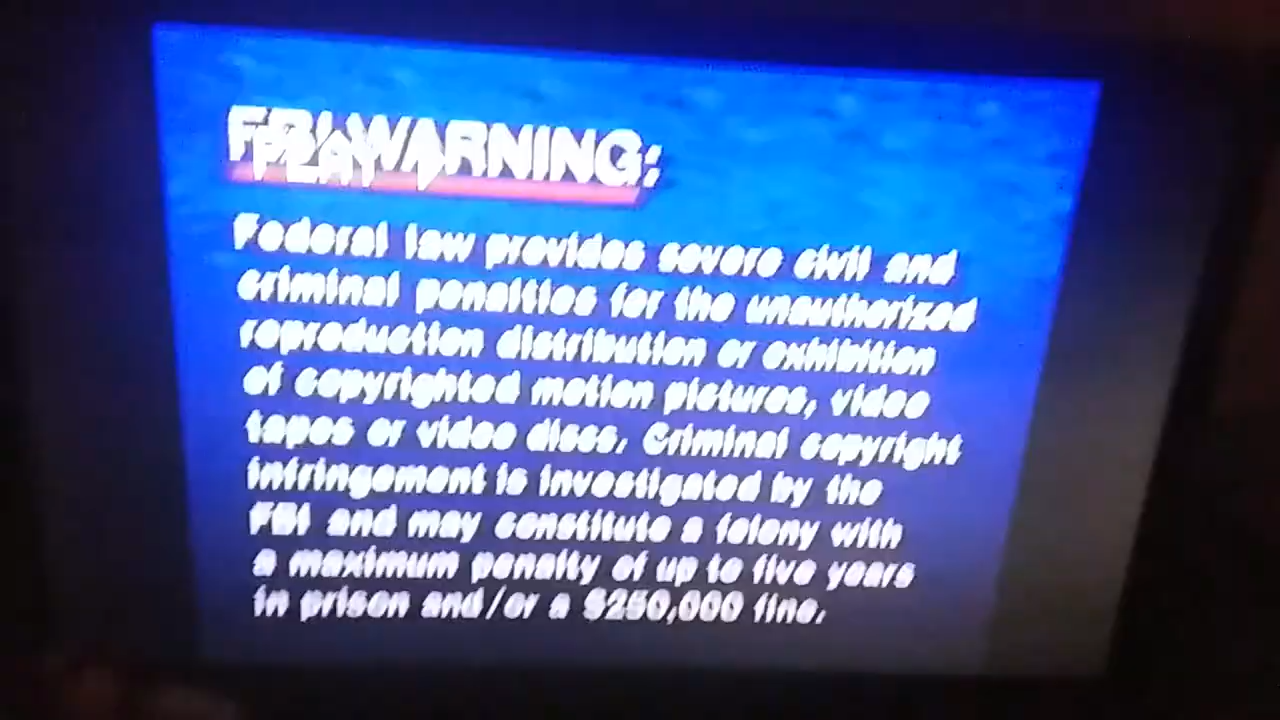 FBI WARNING:
PLAY
Federal law provides severe civil and
criminal penalties for the unauthorized
reproduction distribution or exhibition
of copyrighted motion pictures, video
tapes or video discs. Criminal copyright
infringement is investigated by the
FBI and may constitute a felony with
a maximum penalty of up to five years
in prison and/or a $250,000 fine.